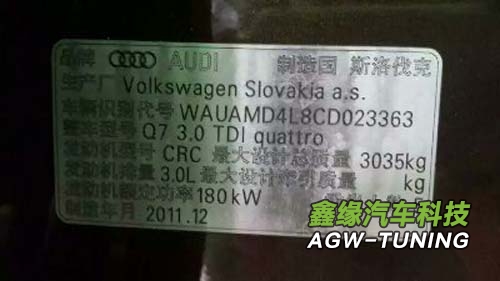 品牌 AUDI 制造国 斯洛伐克
生产厂 Volkswagen Slovakia a.s.
车辆识别代号 WAUAMD4L8CD023363
整车型号 Q7 3.0 TDI quattro
发动机型号 CRC 最大设计总质量 3035kg
发动机排量 3.0L 最大设计牵引质量 kg
发动机额定功率 180kW
制造年月 2011.12
鑫缘汽车科技
AGW-TUNING